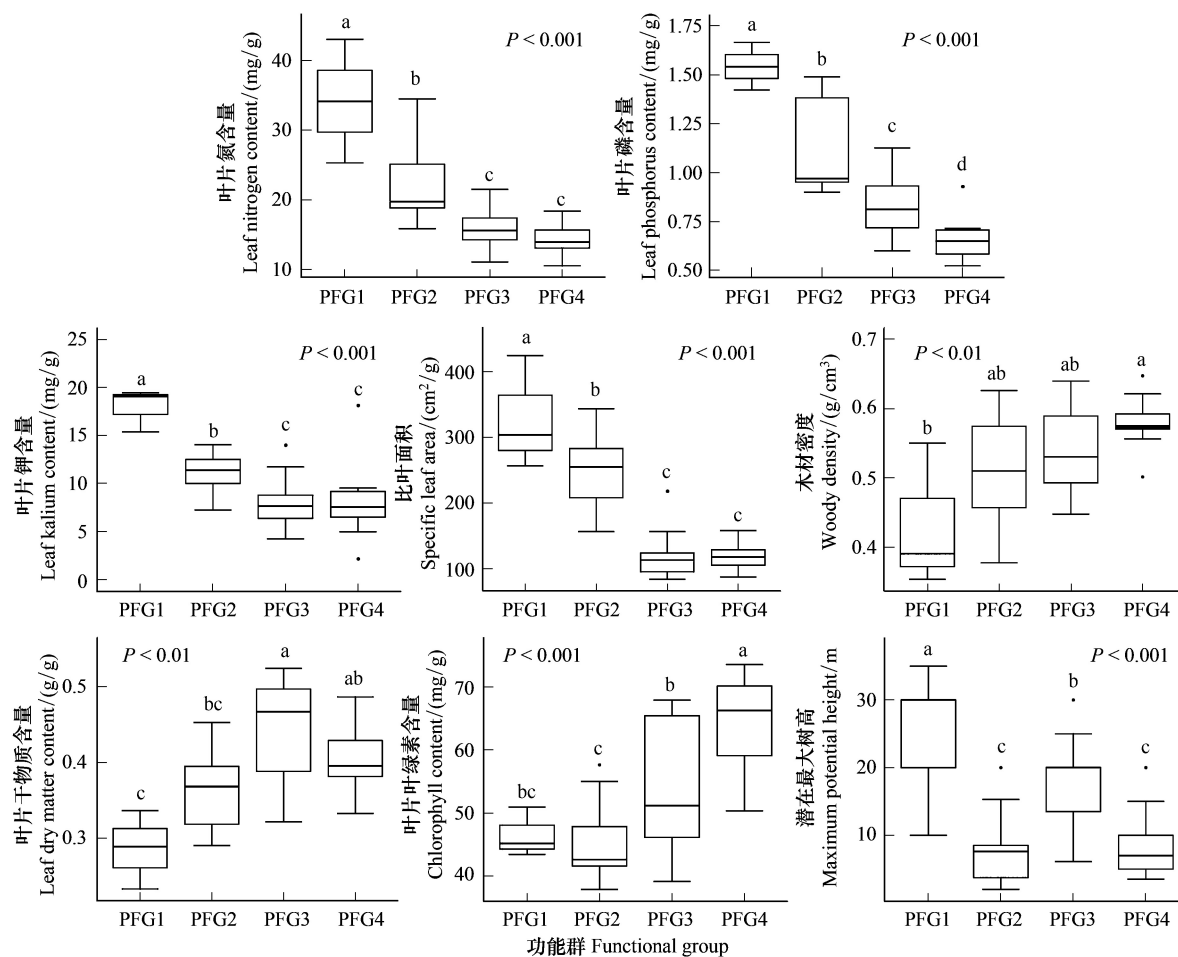 叶片氮含量
Leaf nitrogen content/(mg/g)
40
30
20
10
a
b
c
c
P < 0.001
PFG1 PFG2 PFG3 PFG4
叶片磷含量
Leaf phosphorus content/(mg/g)
1.50
1.25
1.00
0.75
0.50
a
b
c
d
P < 0.001
PFG1 PFG2 PFG3 PFG4
叶片钾含量
Leaf kalium content/(mg/g)
25
20
15
10
5
0
a
b
c
c
P < 0.001
PFG1 PFG2 PFG3 PFG4
比叶面积
Specific leaf area/(cm²/g)
400
300
200
100
a
b
c
c
P < 0.001
PFG1 PFG2 PFG3 PFG4
木材密度
Woody density/(g/cm³)
0.7
0.6
0.5
0.4
P < 0.01
b
ab
ab
a
PFG1 PFG2 PFG3 PFG4
叶片干物质含量
Leaf dry matter content/(g/g)
0.5
0.4
0.3
P < 0.01
c
bc
a
ab
PFG1 PFG2 PFG3 PFG4
叶片叶绿素含量
Chlorophyll content/(mg/g)
70
60
50
40
P < 0.001
bc
c
b
a
PFG1 PFG2 PFG3 PFG4
潜在最大树高
Maximum potential height/m
30
20
10
a
c
b
c
P < 0.001
PFG1 PFG2 PFG3 PFG4
功能群 Functional group